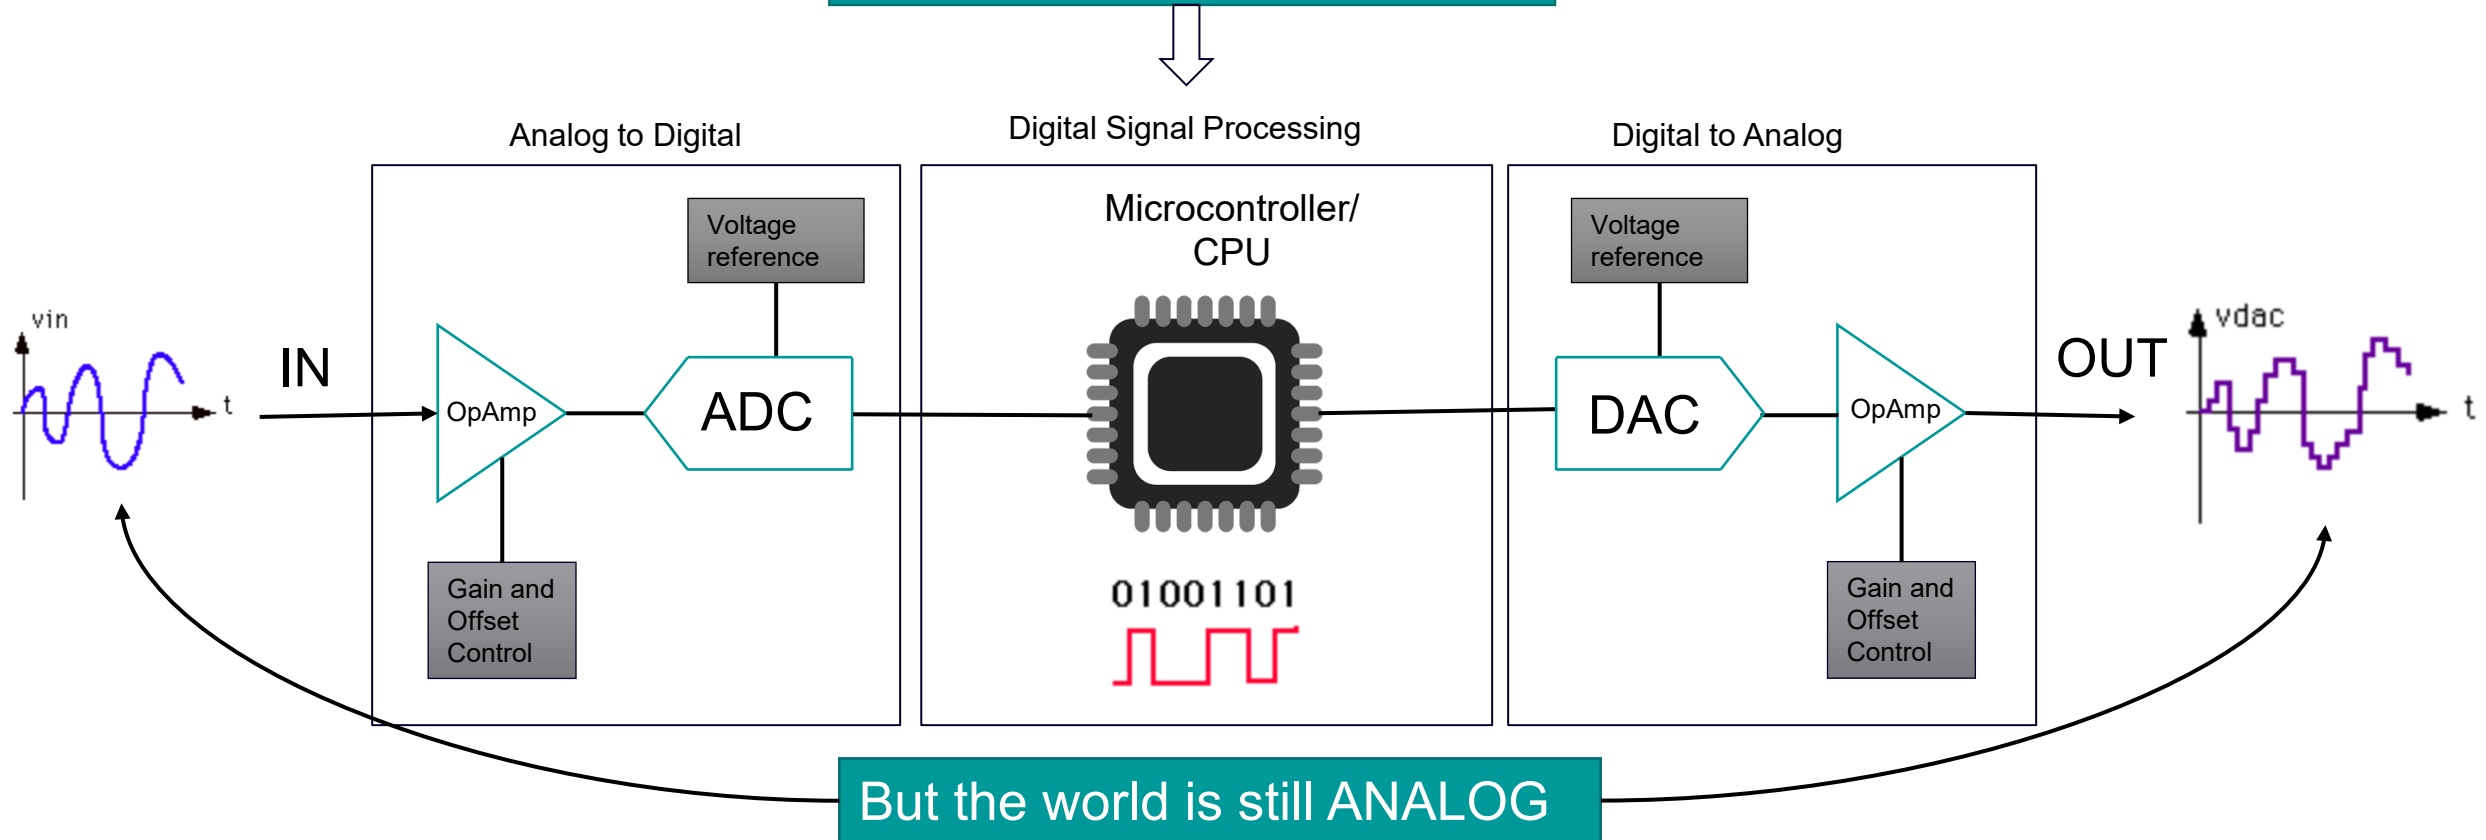 Analog to Digital
Digital Signal Processing
Digital to Analog
Voltage
reference
Microcontroller/
CPU
Voltage
reference
vin
IN
t
OpAmp
ADC
DAC
OpAmp
OUT
vdac
t
Gain and
Offset
Control
01001101
Gain and
Offset
Control
But the world is still ANALOG